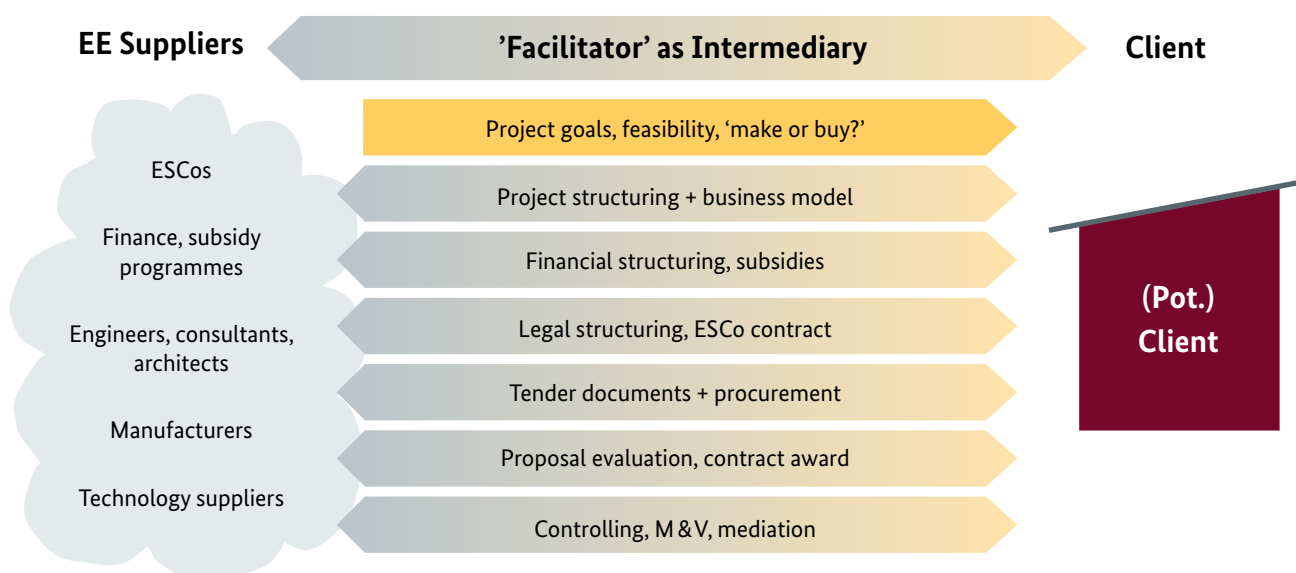 EE Suppliers
’Facilitator’ as Intermediary
Client
Project goals, feasibility, ‘make or buy?’
ESCos
Project structuring + business model
Finance, subsidy
programmes
Financial structuring, subsidies
(Pot.)
Client
Engineers, consultants,
architects
Legal structuring, ESCo contract
Tender documents + procurement
Manufacturers
Proposal evaluation, contract award
Technology suppliers
Controlling, M & V, mediation